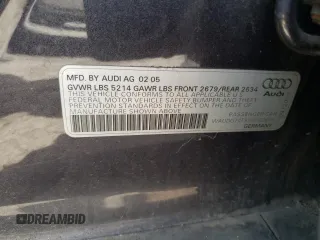 MFD. BY AUDI AG 02 05
GVWR LBS 5214 GAWR LBS FRONT 2679/REAR 2534
THIS VEHICLE CONFORMS TO ALL APPLICABLE U.S.
FEDERAL MOTOR VEHICLE SAFETY BUMPER AND THEFT
PREVENTION STANDARDS IN EFFECT ON THE DATE OF
MANUFACTURE SHOWN ABOVE
Audi
DREAMBID